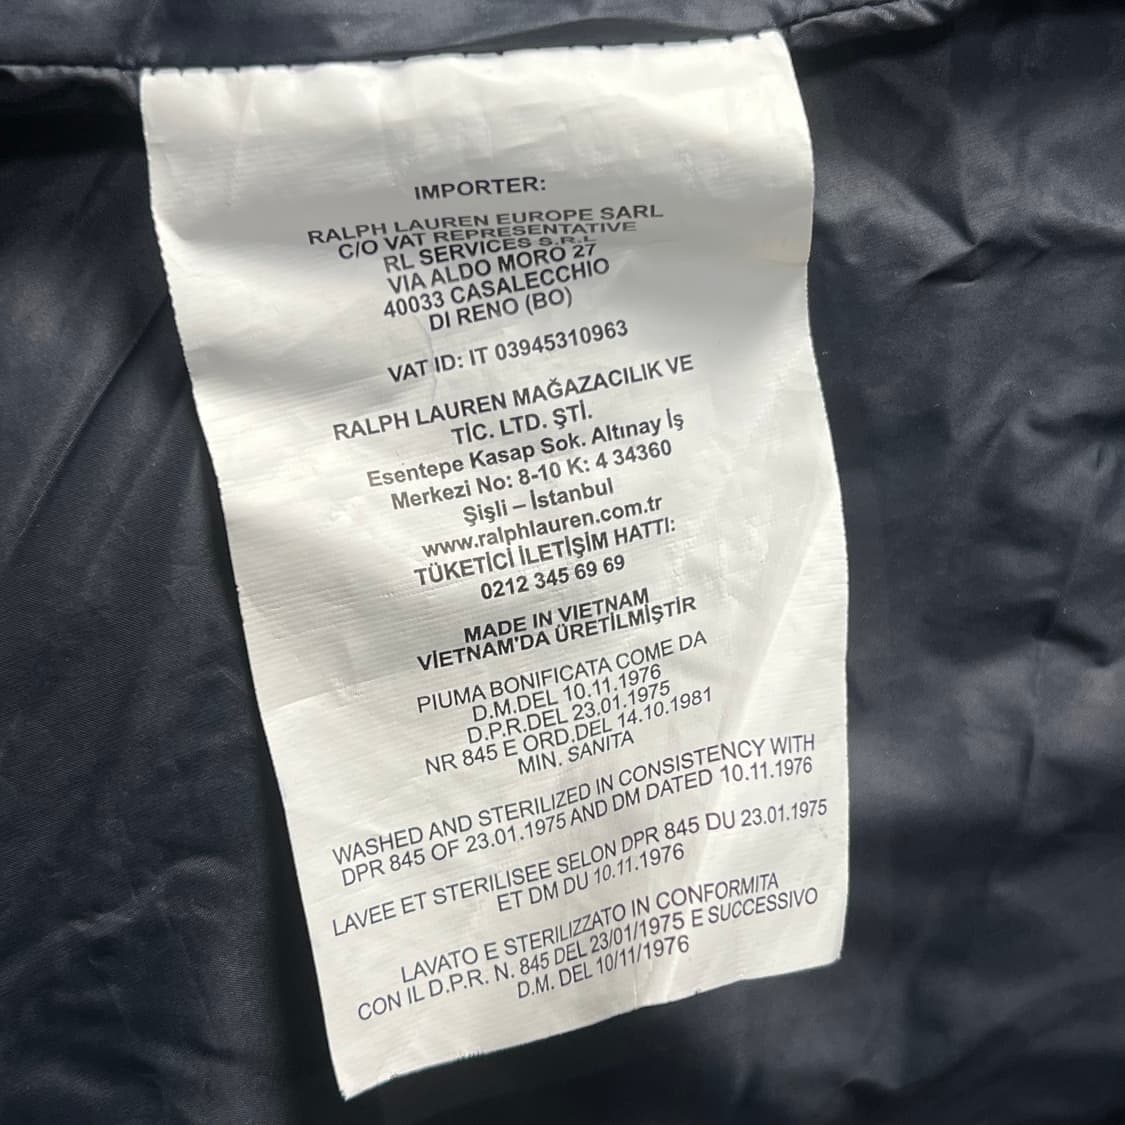 IMPORTER:
RALPH LAUREN EUROPE SARL
C/O VAT REPRESENTATIVE
RL SERVICES S.R.L
VIA ALDO MORO 27
40033 CASALECCHIO
DI RENO (BO)
VAT ID: IT 03945310963
RALPH LAUREN MAĞAZACILIK VE
TİC. LTD. ŞTİ.
Esentepe Kasap Sok. Altınay İş
Merkezi No: 8-10 K: 4 34360
Şişli – İstanbul
www.ralphlauren.com.tr
TÜKETİCİ İLETİŞİM HATTI:
0212 345 69 69
MADE IN VIETNAM
VİETNAM'DA ÜRETİLMİŞTİR
PIUMA BONIFICATA COME DA
D.M.DEL 10.11.1976
D.P.R.DEL 23.01.1975
NR 845 E ORD.DEL 14.10.1981
MIN. SANITA
WASHED AND STERILIZED IN CONSISTENCY WITH
DPR 845 OF 23.01.1975 AND DM DATED 10.11.1976
LAVEE ET STERILISEE SELON DPR 845 DU 23.01.1975
ET DM DU 10.11.1976
LAVATO E STERILIZZATO IN CONFORMITA
CON IL D.P.R. N. 845 DEL 23/01/1975 E SUCCESSIVO
D.M. DEL 10/11/1976